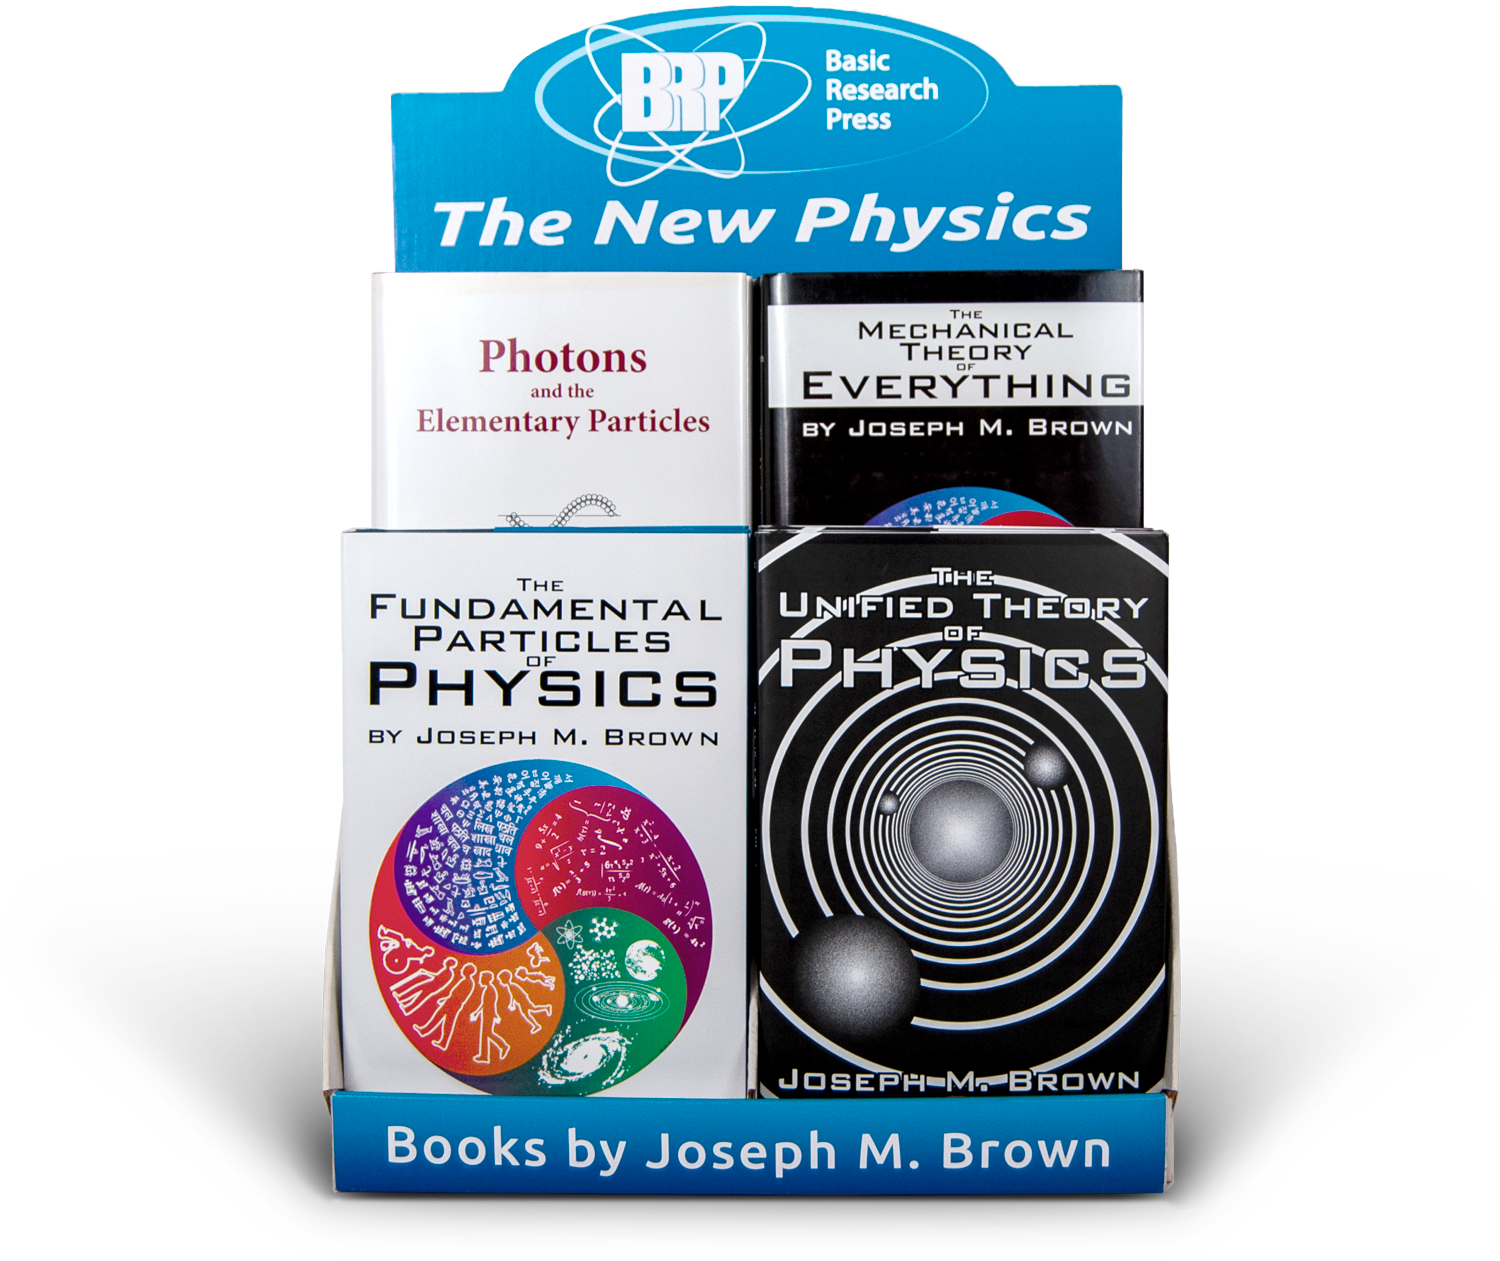 BRP
Basic
Research
Press
The New Physics
Photons
and the
Elementary Particles
THE
MECHANICAL
THEORY
OF
EVERYTHING
BY JOSEPH M. BROWN
THE
FUNDAMENTAL
PARTICLES
OF
PHYSICS
BY JOSEPH M. BROWN
THE
UNIFIED THEORY
OF
PHYSICS
JOSEPH M. BROWN
Books by Joseph M. Brown